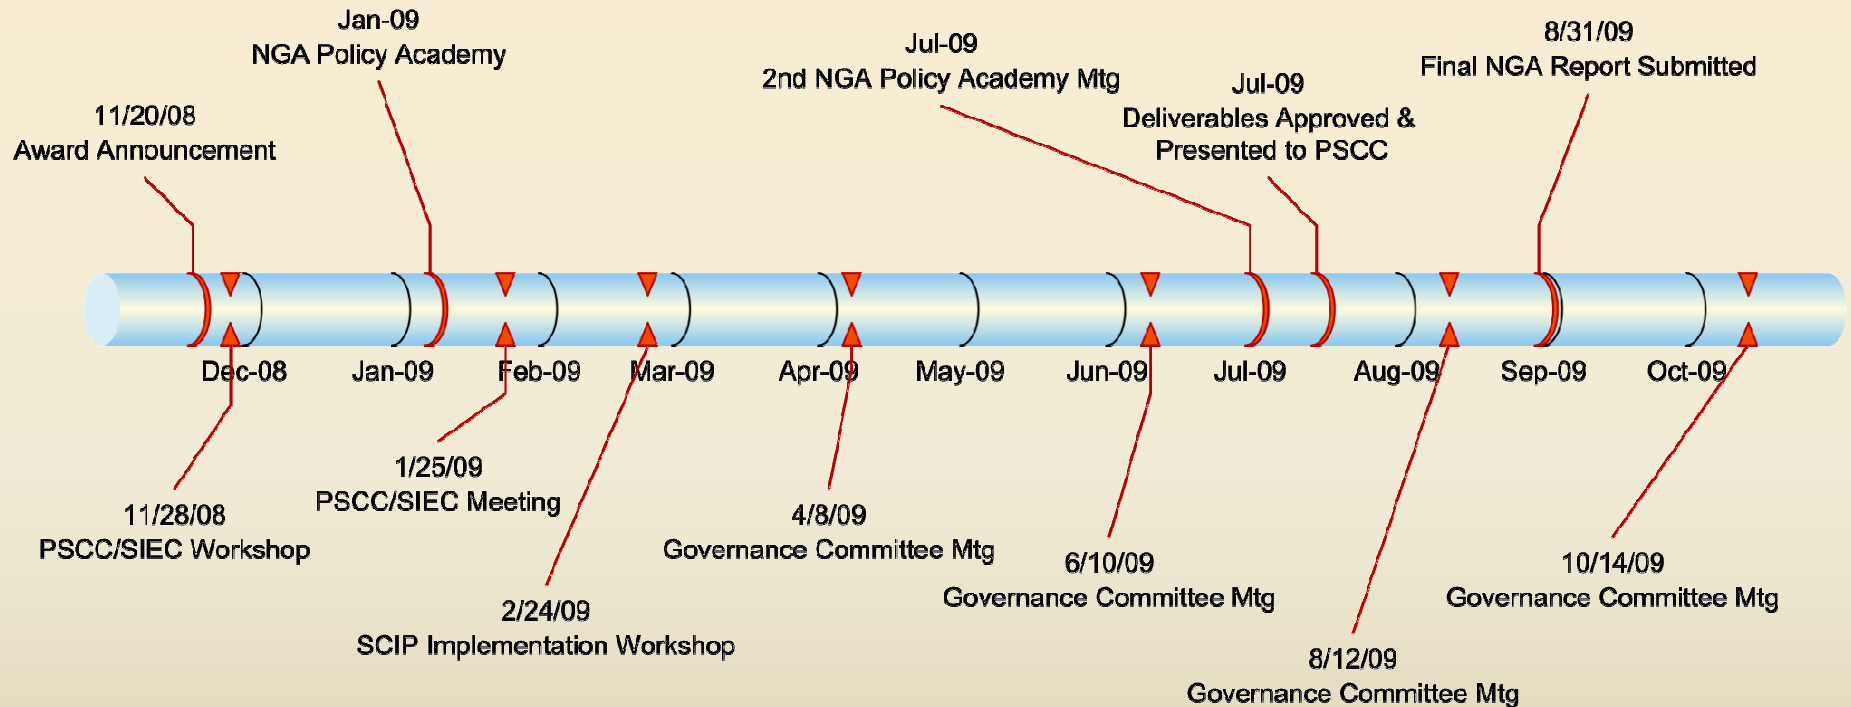 Jan-09
NGA Policy Academy
11/20/08
Award Announcement
Jul-09
2nd NGA Policy Academy Mtg
Jul-09
Deliverables Approved &
Presented to PSCC
8/31/09
Final NGA Report Submitted
Dec-08
Jan-09
Feb-09
Mar-09
Apr-09
May-09
Jun-09
Jul-09
Aug-09
Sep-09
Oct-09
11/28/08
PSCC/SIEC Workshop
1/25/09
PSCC/SIEC Meeting
2/24/09
SCIP Implementation Workshop
4/8/09
Governance Committee Mtg
6/10/09
Governance Committee Mtg
8/12/09
Governance Committee Mtg
10/14/09
Governance Committee Mtg